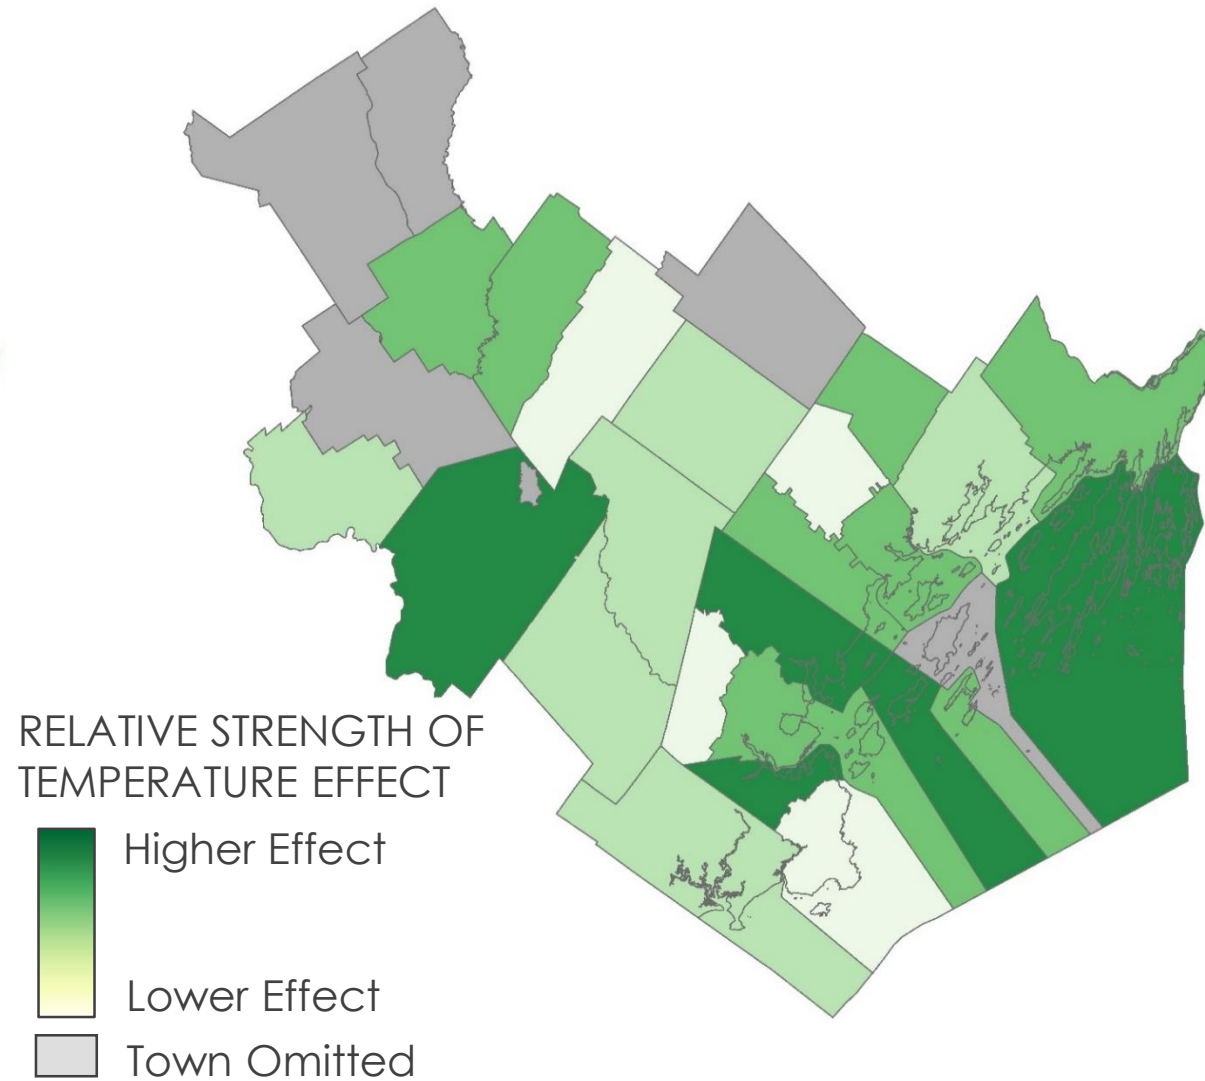 RELATIVE STRENGTH OF
TEMPERATURE EFFECT
Higher Effect
Lower Effect
Town Omitted